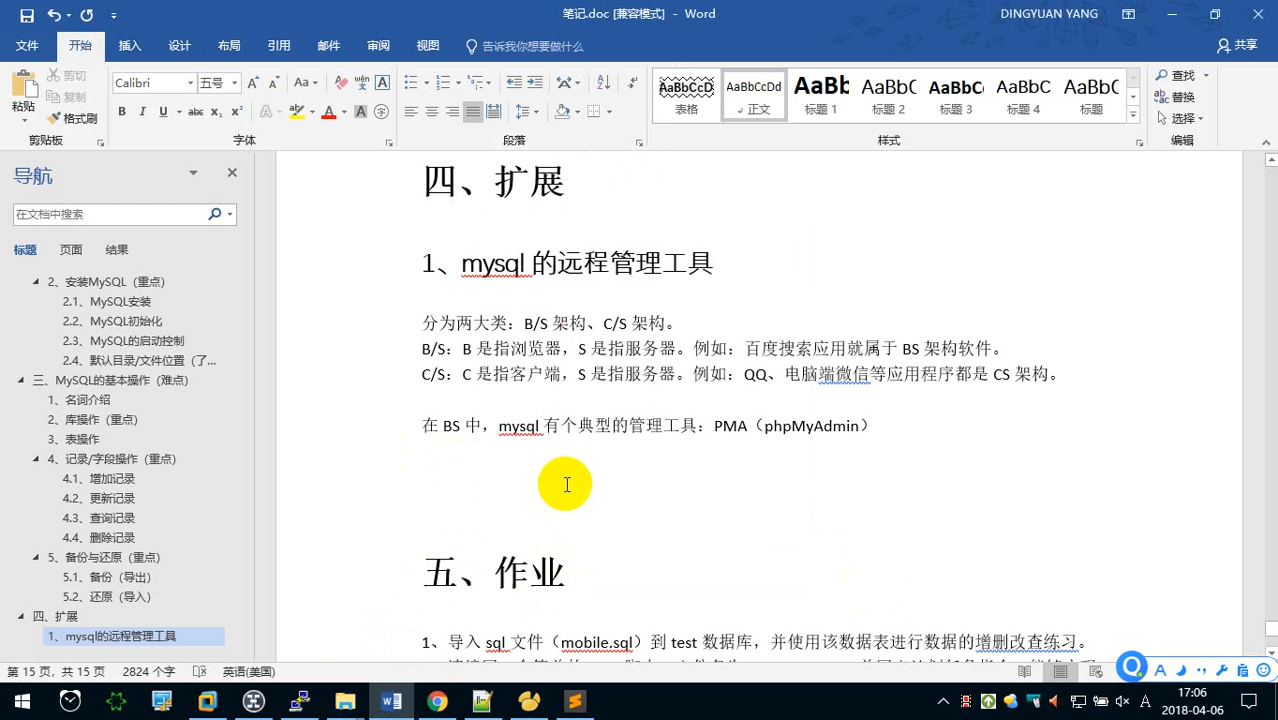 笔记.doc [兼容模式] - Word
DINGYUAN YANG
文件
开始
插入
设计
布局
引用
邮件
审阅
视图
告诉我你想要做什么
共享
粘贴
剪切
复制
格式刷
剪贴板
Calibri
五号
字体
段落
AaBbCcD
表格
AaBbCcDd
正文
AaBb
标题 1
AaBbC
标题 2
AaBbC
标题 3
AaBbC
标题 4
AaBbC
标题
样式
查找
替换
选择
编辑
导航
在文档中搜索
标题
页面
结果
2、安装MySQL（重点）
2.1、MySQL安装
2.2、MySQL初始化
2.3、MySQL的启动控制
2.4、默认目录/文件位置（了...
三、MySQL的基本操作（难点）
1、名词介绍
2、库操作（重点）
3、表操作
4、记录/字段操作（重点）
4.1、增加记录
4.2、更新记录
4.3、查询记录
4.4、删除记录
5、备份与还原（重点）
5.1、备份（导出）
5.2、还原（导入）
四、扩展
1、mysql的远程管理工具
四、扩展
1、mysql 的远程管理工具
分为两大类：B/S 架构、C/S 架构。
B/S：B 是指浏览器，S 是指服务器。例如：百度搜索应用就属于 BS 架构软件。
C/S：C 是指客户端，S 是指服务器。例如：QQ、电脑端微信等应用程序都是 CS 架构。
在 BS 中，mysql 有个典型的管理工具：PMA（phpMyAdmin）
五、作业
1、导入 sql 文件（mobile.sql）到 test 数据库，并使用该数据表进行数据的增删改查练习。
第 15 页，共 15 页
2824 个字
英语(美国)
17:06
2018-04-06